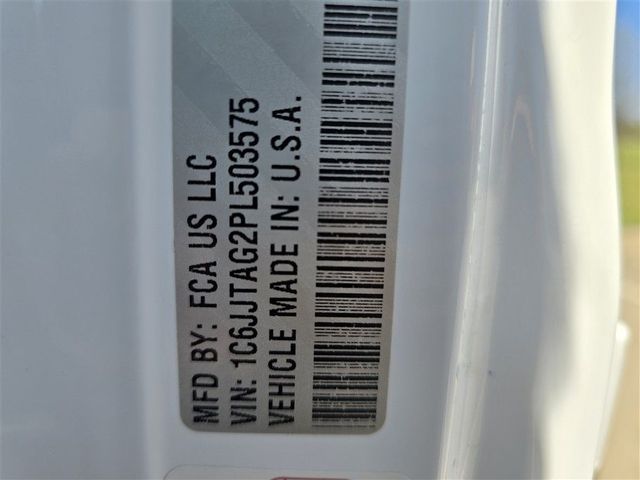 MFD BY: FCA US LLC
VIN: 1C6JJTAG2PL503575
VEHICLE MADE IN: U.S.A.